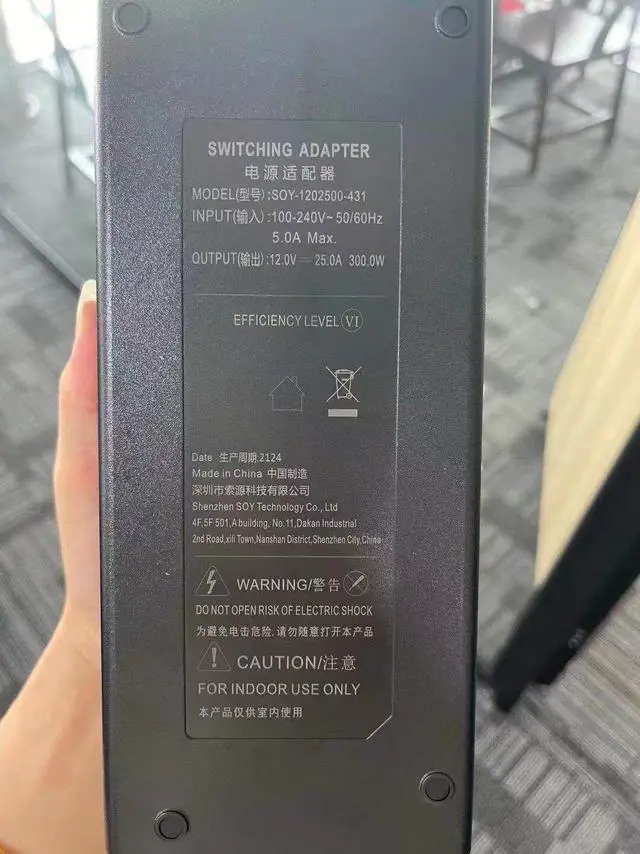 SWITCHING ADAPTER
电源适配器
MODEL(型号):SOY-1202500-431
INPUT(输入):100-240V~50/60Hz
5.0A Max.
OUTPUT(输出):12.0V⎓25.0A 300.0W
EFFICIENCY LEVEL VI
Date 生产周期:2124
Made in China 中国制造
深圳市索源科技有限公司
Shenzhen SOY Technology Co., Ltd
4F,5F 501,A building, No.11,Dakan Industrial
2nd Road,xili Town,Nanshan District,Shenzhen City,China
WARNING/警告
DO NOT OPEN RISK OF ELECTRIC SHOCK
为避免电击危险,请勿随意打开本产品
CAUTION/注意
FOR INDOOR USE ONLY
本产品仅供室内使用